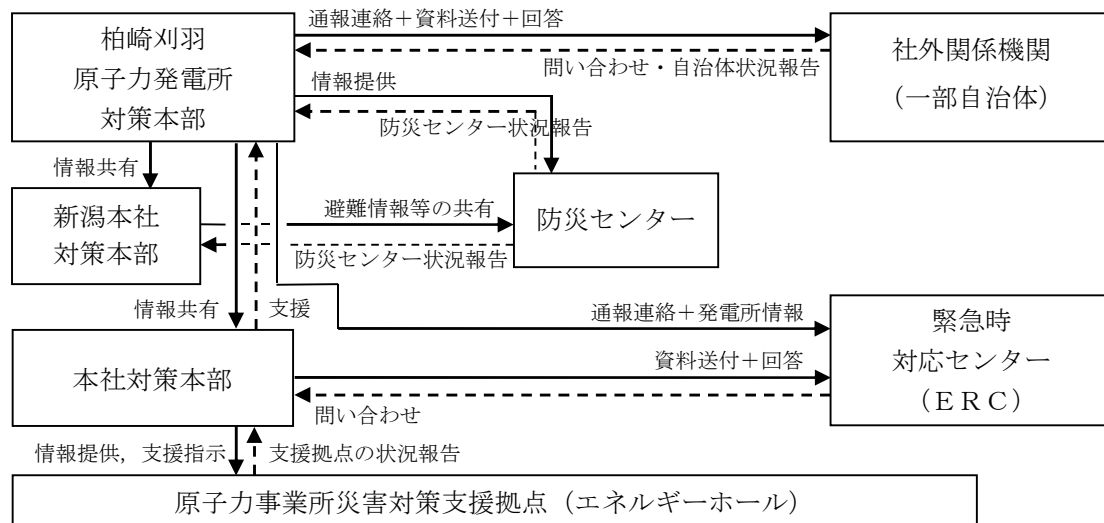 通報連絡＋資料送付＋回答
柏崎刈羽
原子力発電所
対策本部
社外関係機関
（一部自治体）
問い合わせ・自治体状況報告
情報提供
防災センター状況報告
情報共有
新潟本社
対策本部
避難情報等の共有
防災センター
防災センター状況報告
情報共有
支援
通報連絡＋発電所情報
緊急時
対応センター
（ＥＲＣ）
本社対策本部
資料送付＋回答
問い合わせ
情報提供，支援指示
支援拠点の状況報告
原子力事業所災害対策支援拠点（エネルギーホール）